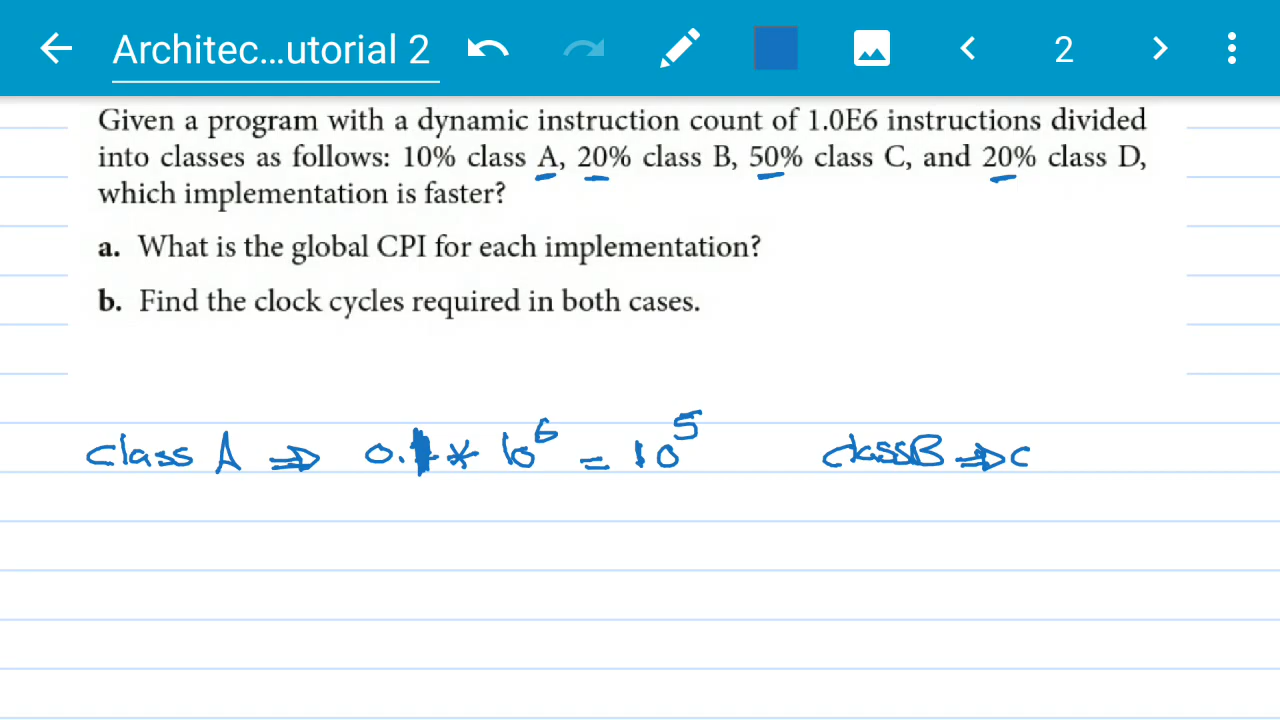 Architec...utorial 2 2
Given a program with a dynamic instruction count of 1.0E6 instructions divided
into classes as follows: 10% class A, 20% class B, 50% class C, and 20% class D,
which implementation is faster?
a. What is the global CPI for each implementation?
b. Find the clock cycles required in both cases.
class A ⇒ 0.1 * 10^6 = 10^5 class B ⇒ c